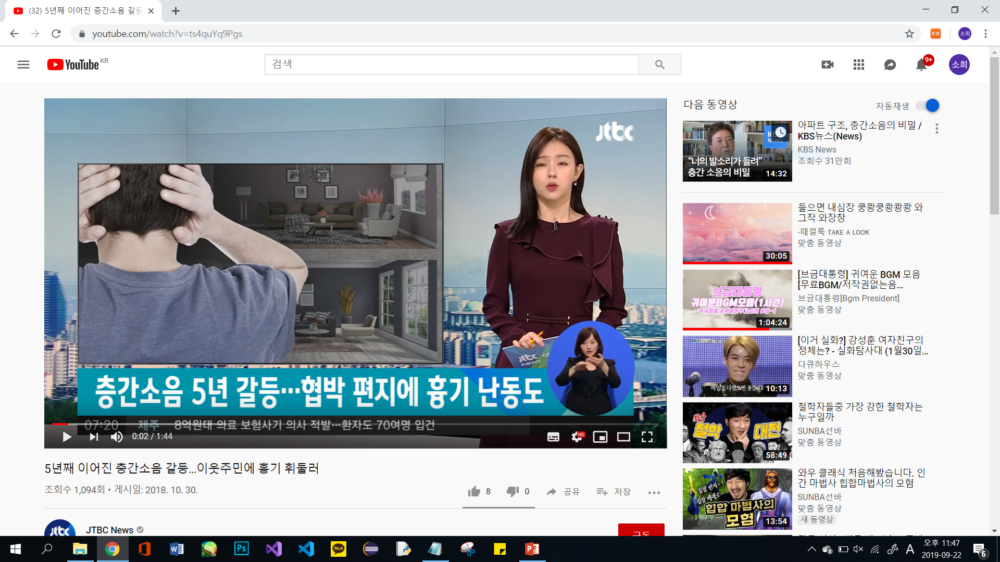 (32) 5년째 이어진 층간소음 갈등
youtube.com/watch?v=ts4quYq9Pgs
EX
소희
YouTube KR
검색
9+
소희
jtbc
층간소음 5년 갈등…협박 편지에 흉기 난동도
07:20 제주 8억원대 의료 보험사기 의사 적발…환자도 70여명 입건
0:02 / 1:44
HD
5년째 이어진 층간소음 갈등...이웃주민에 흉기 휘둘러
조회수 1,094회 • 게시일: 2018. 10. 30.
8
0
공유
저장
jtbc
JTBC News
구독
다음 동영상
자동재생
“너의 발소리가 들려”
층간 소음의 비밀
14:32
아파트 구조, 층간소음의 비밀 /
KBS뉴스(News)
KBS News
조회수 31만회
30:05
들으면 내심장 쿵쾅쿵쾅쾅쾅 와
그작 와장창
-때껄룩 TAKE A LOOK
맞춤 동영상
브금대통령
귀여운BGM모음(1시간)
1:04:24
[브금대통령] 귀여운 BGM 모음
[무료BGM/저작권없는음...
브금대통령[Bgm President]
맞춤 동영상
10:13
[이거 실화?] 강성훈 여자친구의
정체는? - 실화탐사대 (1월30일...
다큐하우스
맞춤 동영상
최강
철학 대전
58:49
철학자들중 가장 강한 철학자는
누구일까
SUNBA선바
맞춤 동영상
힙합 마법사의
모험
13:54
와우 클래식 처음해봤습니다. 인
간 마법사 힙합마법사의 모험
SUNBA선바
맞춤 동영상
새 동영상
Ps
TALK
A
오후 11:47
2019-09-22
6